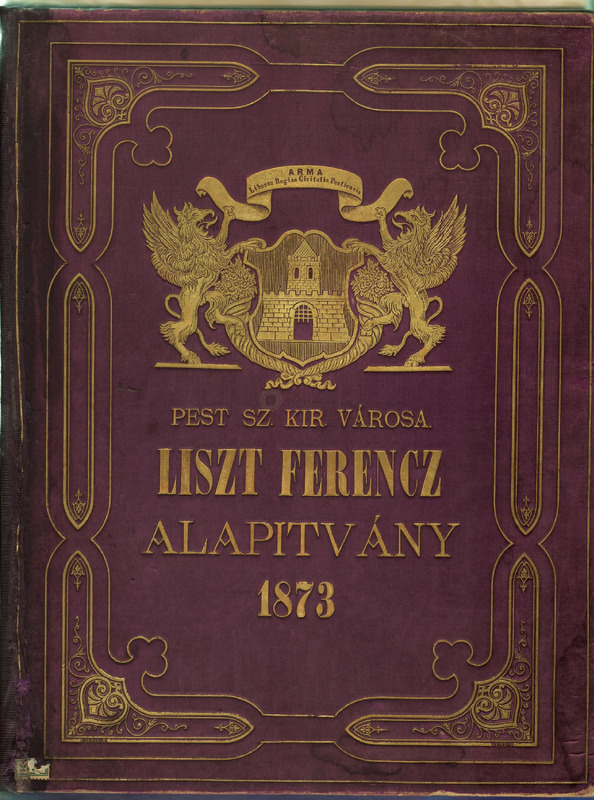 ARMA
Liberae Regiae Civitatis Pestiensis
PEST SZ. KIR. VÁROSA.
LISZT FERENCZ
ALAPITVÁNY
1873